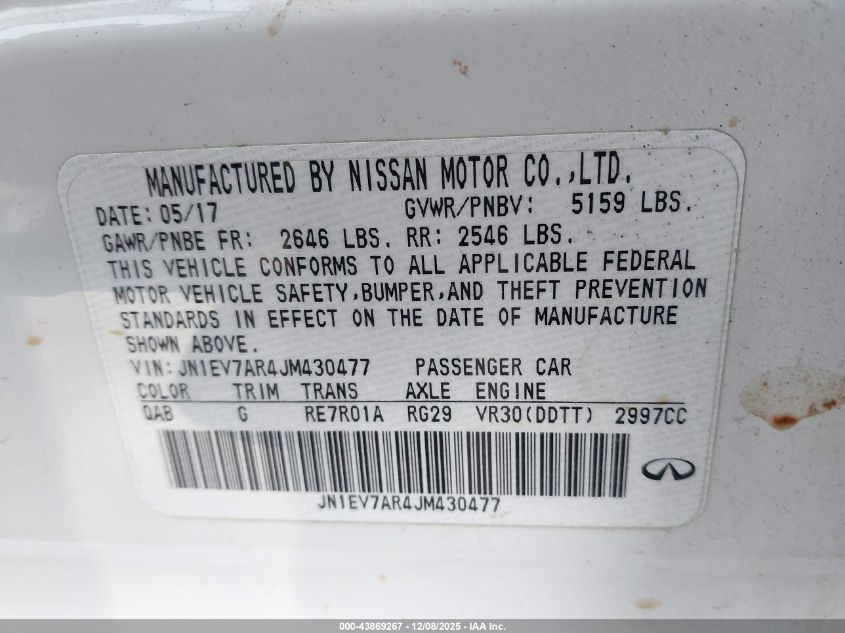 MANUFACTURED BY NISSAN MOTOR CO.,LTD.
DATE: 05/17 GVWR/PNBV: 5159 LBS.
GAWR/PNBE FR: 2646 LBS. RR: 2546 LBS.
THIS VEHICLE CONFORMS TO ALL APPLICABLE FEDERAL
MOTOR VEHICLE SAFETY,BUMPER,AND THEFT PREVENTION
STANDARDS IN EFFECT ON THE DATE OF MANUFACTURE
SHOWN ABOVE.
VIN: JN1EV7AR4JM430477 PASSENGER CAR
COLOR TRIM TRANS AXLE ENGINE
QAB G RE7R01A RG29 VR30(DDTT) 2997CC
JN1EV7AR4JM430477
000-43869267 - 12/08/2025 - IAA Inc.